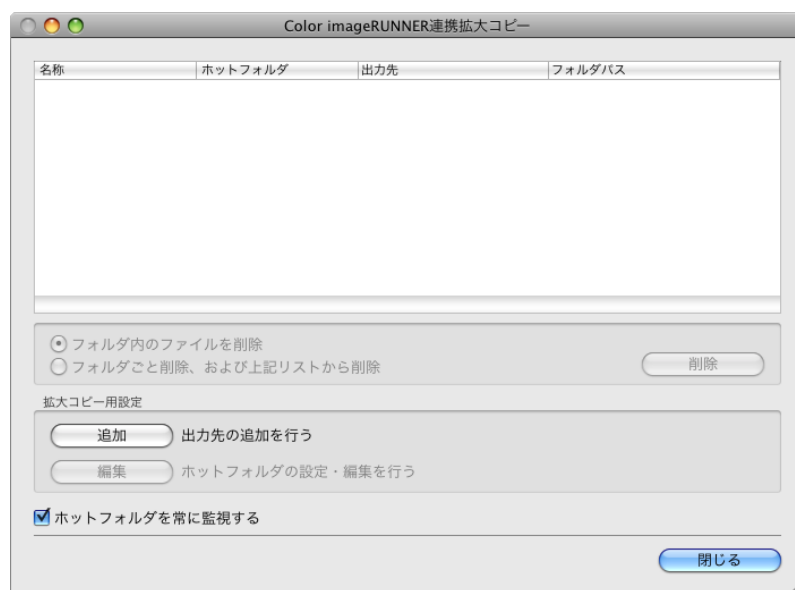 Color imageRUNNER連携拡大コピー
名称 ホットフォルダ 出力先 フォルダパス
フォルダ内のファイルを削除
フォルダごと削除、および上記リストから削除 削除
拡大コピー用設定
追加 出力先の追加を行う
編集 ホットフォルダの設定・編集を行う
ホットフォルダを常に監視する
閉じる